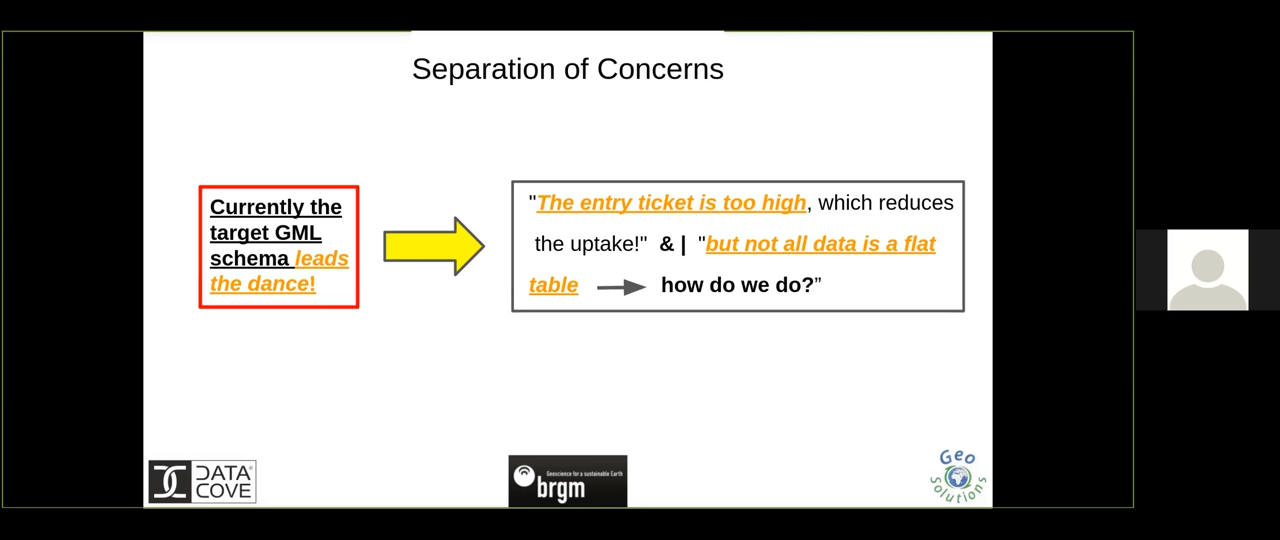 Separation of Concerns
Currently the
target GML
schema leads
the dance!
"The entry ticket is too high, which reduces
the uptake!" & | "but not all data is a flat
table how do we do?”
DATA
COVE
Geoscience for a sustainable Earth
brgm
Geo
Solutions